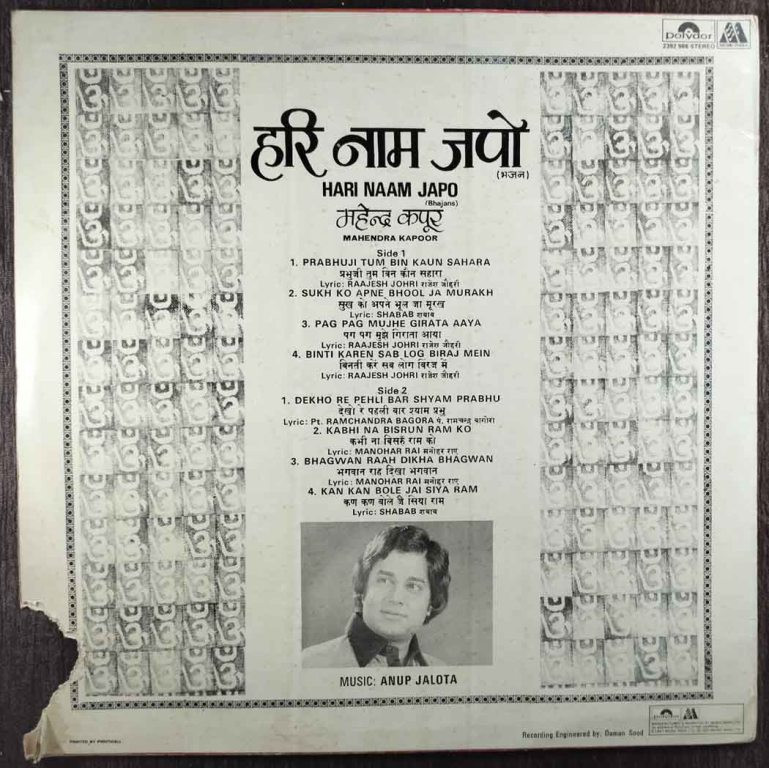 Polydor
2392 986 STEREO
हरि नाम जपो
(भजन)
HARI NAAM JAPO
(Bhajans)
महेन्द्र कपूर
MAHENDRA KAPOOR
Side 1
1. PRABHUJI TUM BIN KAUN SAHARA
प्रभुजी तुम बिन कौन सहारा
Lyric: RAAJESH JOHRI राजेश जौहरी
2. SUKH KO APNE BHOOL JA MURAKH
सुख को अपने भूल जा मूरख
Lyric: SHABAB शबाब
3. PAG PAG MUJHE GIRATA AAYA
पग पग मुझे गिराता आया
Lyric: RAAJESH JOHRI राजेश जौहरी
4. BINTI KAREN SAB LOG BIRAJ MEIN
बिनती करें सब लोग बिरज में
Lyric: RAAJESH JOHRI राजेश जौहरी
Side 2
1. DEKHO RE PEHLI BAR SHYAM PRABHU
देखो रे पहली बार श्याम प्रभु
Lyric: Pt. RAMCHANDRA BAGORA पं. रामचन्द्र बागोरा
2. KABHI NA BISRUN RAM KO
कभी ना बिसरूँ राम को
Lyric: MANOHAR RAI मनोहर राए
3. BHAGWAN RAAH DIKHA BHAGWAN
भगवान राह दिखा भगवान
Lyric: MANOHAR RAI मनोहर राए
4. KAN KAN BOLE JAI SIYA RAM
कण कण बोले जै सिया राम
Lyric: SHABAB शबाब
MUSIC: ANUP JALOTA
Recording Engineered by: Daman Sood